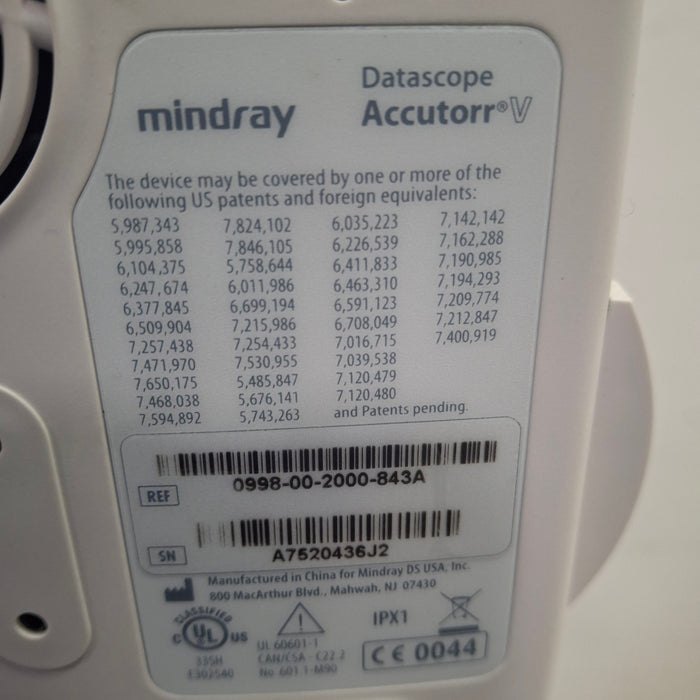 mindray
Datascope
Accutorr® V
The device may be covered by one or more of the
following US patents and foreign equivalents:
5,987,343 7,824,102 6,035,223 7,142,142
5,995,858 7,846,105 6,226,539 7,162,288
6,104,375 5,758,644 6,411,833 7,190,985
6,247,674 6,011,986 6,463,310 7,194,293
6,377,845 6,699,194 6,591,123 7,209,774
6,509,904 7,215,986 6,708,049 7,212,847
7,257,438 7,254,433 7,016,715 7,400,919
7,471,970 7,530,955 7,039,538
7,650,175 5,485,847 7,120,479
7,468,038 5,676,141 7,120,480
7,594,892 5,743,263 and Patents pending.
0998-00-2000-843A
REF
SN
A7520436J2
Manufactured in China for Mindray DS USA, Inc.
800 MacArthur Blvd., Mahwah, NJ 07430
CLASSIFIED
C UL US
335H
E302540
UL 60601-1
CAN/CSA - C22.2
No. 601.1-M90
IPX1
CE 0044